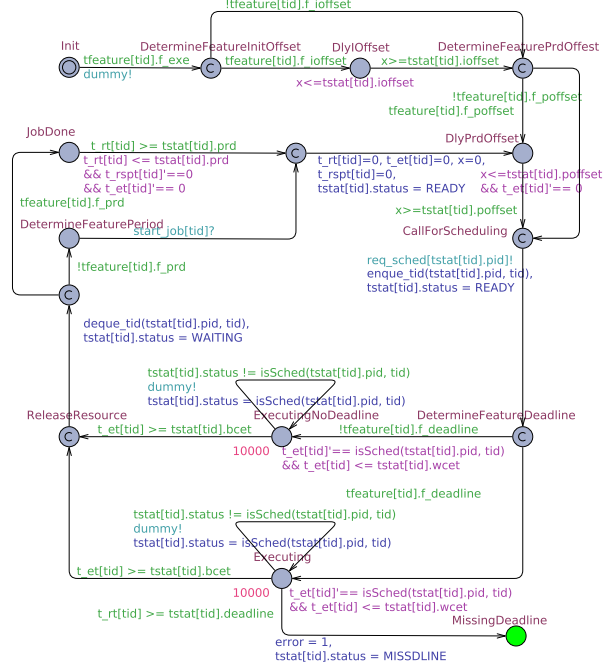 !tfeature[tid].f_ioffset
Init
DetermineFeatureInitOffset
DlyIOffset
DetermineFeaturePrdOffest
tfeature[tid].f_exe
dummy!
C
tfeature[tid].f_ioffset
x>=tstat[tid].ioffset
C
x<=tstat[tid].ioffset
!tfeature[tid].f_poffset
tfeature[tid].f_poffset
JobDone
DlyPrdOffset
t_rt[tid] >= tstat[tid].prd
C
t_rt[tid] <= tstat[tid].prd
&& t_rspt[tid]'==0
&& t_et[tid]'== 0
t_rt[tid]=0, t_et[tid]=0, x=0,
t_rspt[tid]=0,
tstat[tid].status = READY
x<=tstat[tid].poffset
&& t_et[tid]'== 0
tfeature[tid].f_prd
x>=tstat[tid].poffset
DetermineFeaturePeriod
start_job[tid]?
CallForScheduling
C
C
!tfeature[tid].f_prd
req_sched[tstat[tid].pid]!
enque_tid(tstat[tid].pid, tid),
tstat[tid].status = READY
C
deque_tid(tstat[tid].pid, tid),
tstat[tid].status = WAITING
tstat[tid].status != isSched(tstat[tid].pid, tid)
dummy!
tstat[tid].status = isSched(tstat[tid].pid, tid)
ReleaseResource
ExecutingNoDeadline
DetermineFeatureDeadline
C
t_et[tid] >= tstat[tid].bcet
!tfeature[tid].f_deadline
C
10000
t_et[tid]'== isSched(tstat[tid].pid, tid)
&& t_et[tid] <= tstat[tid].wcet
tfeature[tid].f_deadline
tstat[tid].status != isSched(tstat[tid].pid, tid)
dummy!
tstat[tid].status = isSched(tstat[tid].pid, tid)
Executing
t_et[tid] >= tstat[tid].bcet
10000
t_et[tid]'== isSched(tstat[tid].pid, tid)
&& t_et[tid] <= tstat[tid].wcet
t_rt[tid] >= tstat[tid].deadline
MissingDeadline
error = 1,
tstat[tid].status = MISSDLINE